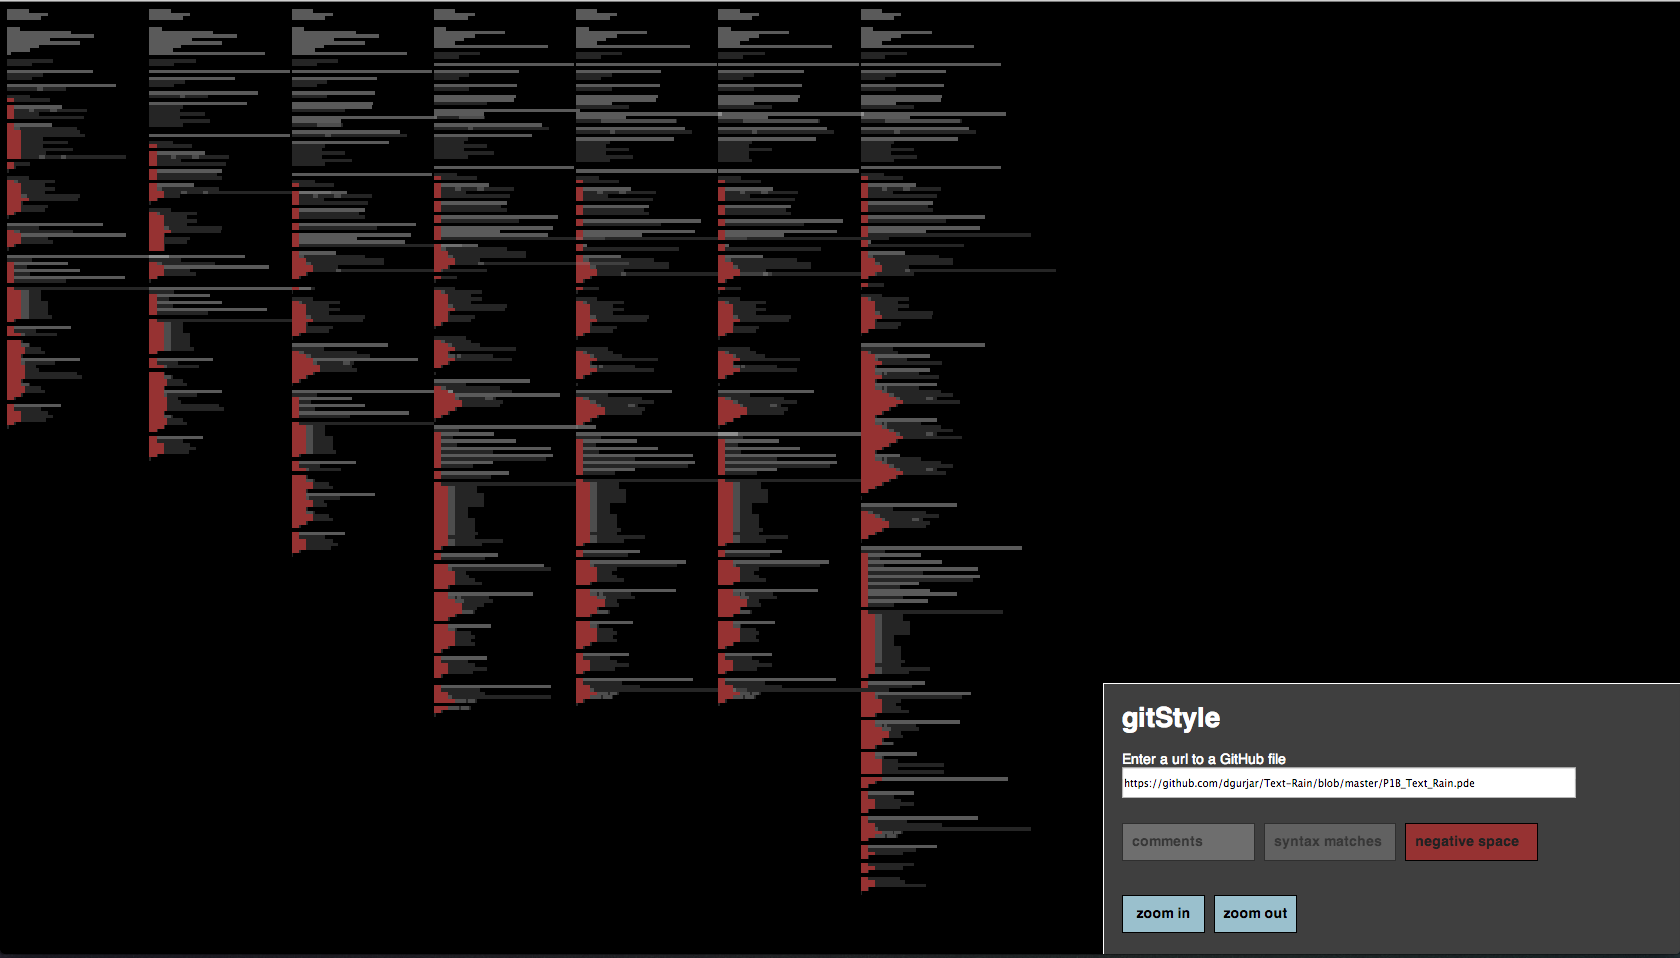 gitStyle
Enter a url to a GitHub file
https://github.com/dgurjar/Text-Rain/blob/master/P1B_Text_Rain.pde
comments syntax matches negative space
zoom in zoom out